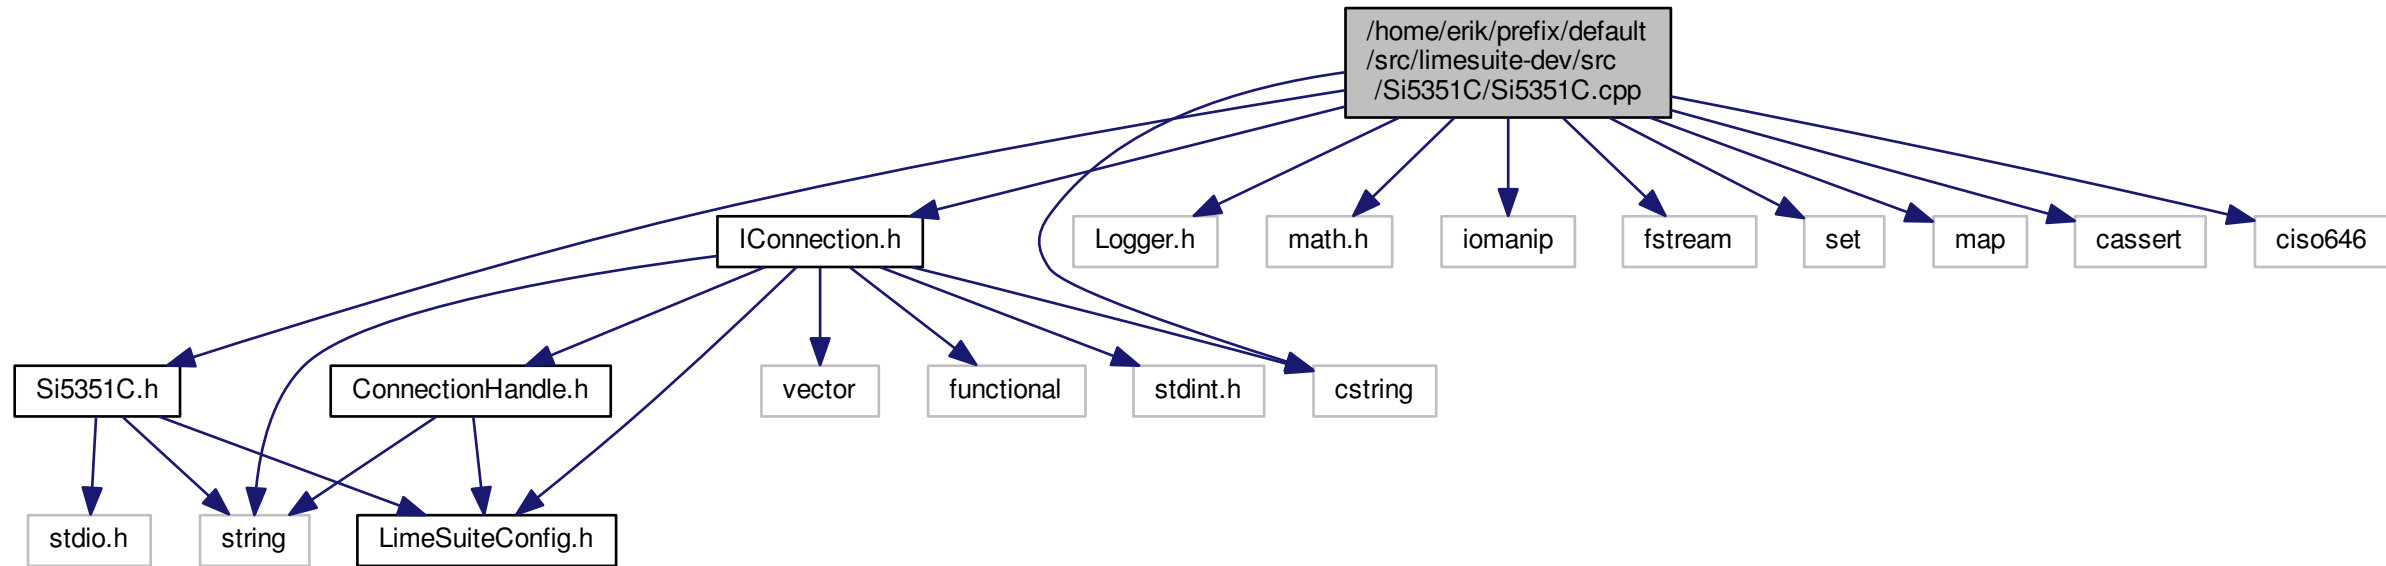 /home/erik/prefix/default
/src/limesuite-dev/src
/Si5351C/Si5351C.cpp
IConnection.h
Logger.h
math.h
iomanip
fstream
set
map
cassert
ciso646
Si5351C.h
ConnectionHandle.h
vector
functional
stdint.h
cstring
stdio.h
string
LimeSuiteConfig.h